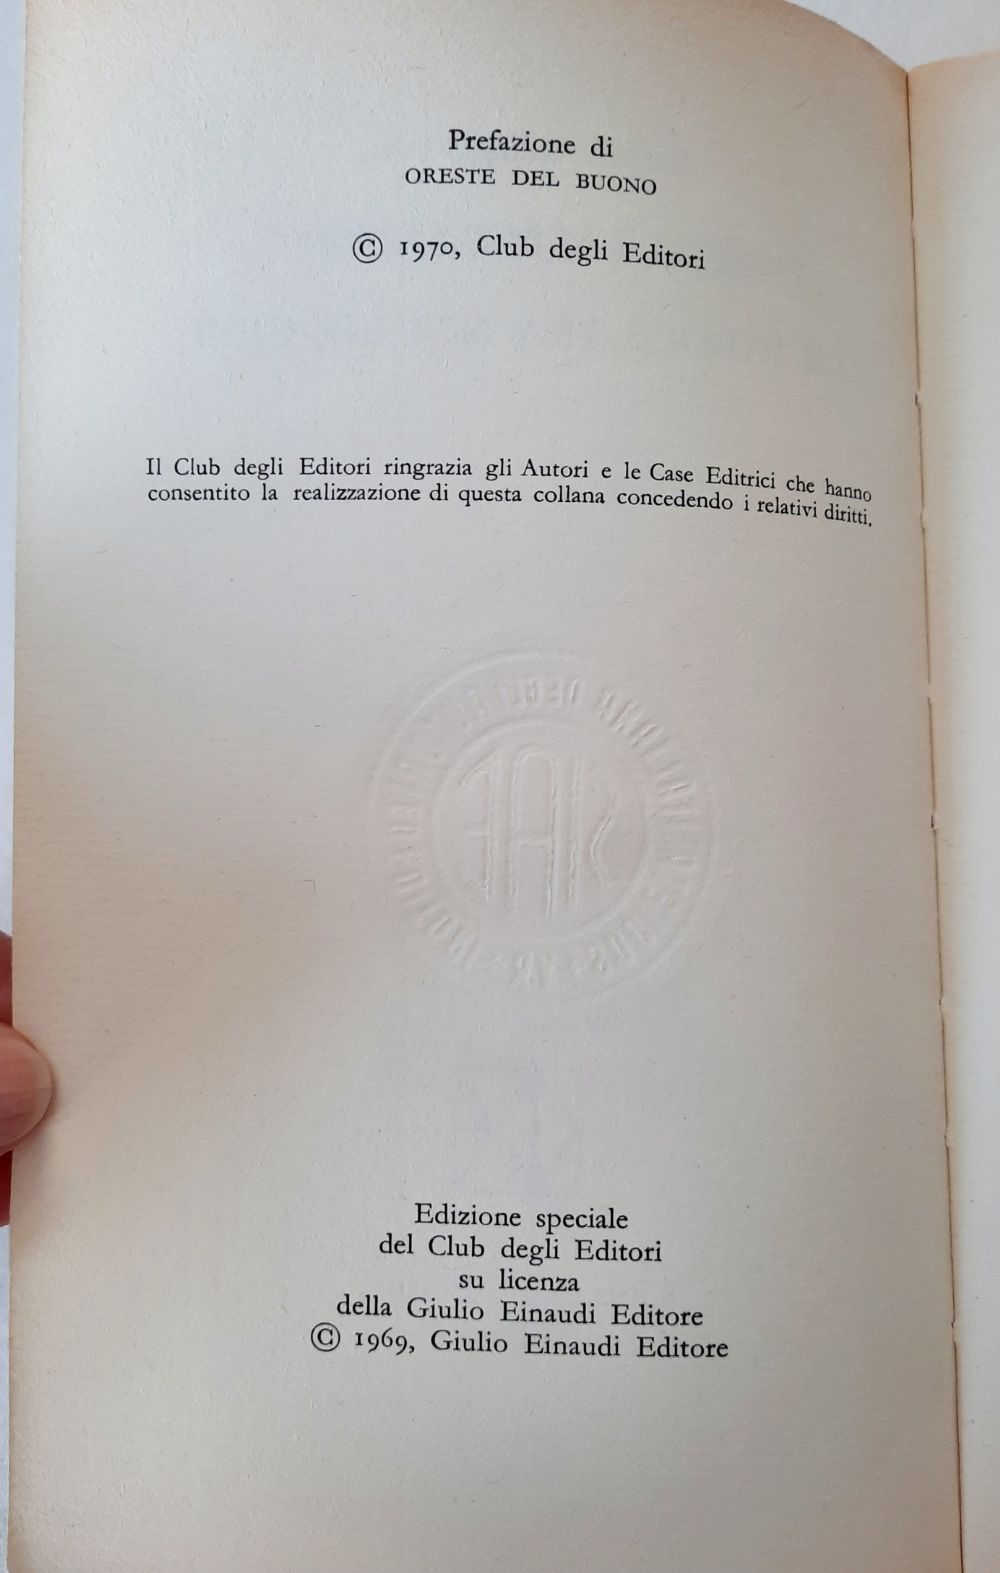 Prefazione di
ORESTE DEL BUONO
© 1970, Club degli Editori
Il Club degli Editori ringrazia gli Autori e le Case Editrici che hanno
consentito la realizzazione di questa collana concedendo i relativi diritti.
Edizione speciale
del Club degli Editori
su licenza
della Giulio Einaudi Editore
© 1969, Giulio Einaudi Editore